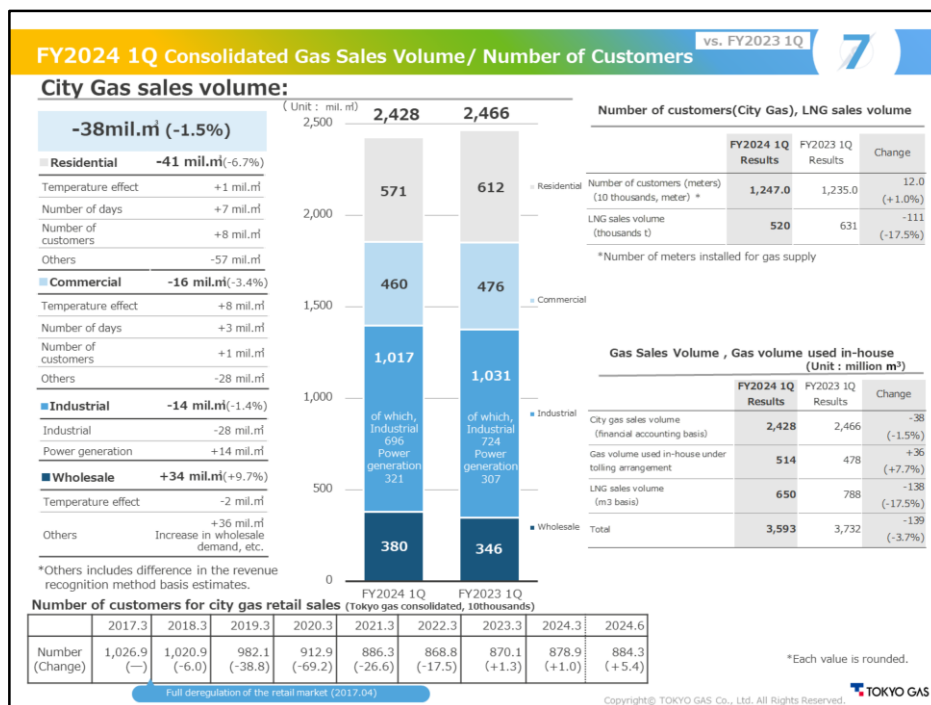 vs. FY2023 1Q
FY2024 1Q Consolidated Gas Sales Volume/ Number of Customers
7
City Gas sales volume:
-38mil.㎥ (-1.5%)
■Residential -41 mil.㎥(-6.7%)
Temperature effect +1 mil.㎥
Number of days +7 mil.㎥
Number of
customers +8 mil.㎥
Others -57 mil.㎥
■Commercial -16 mil.㎥(-3.4%)
Temperature effect +8 mil.㎥
Number of days +3 mil.㎥
Number of
customers +1 mil.㎥
Others -28 mil.㎥
■Industrial -14 mil.㎥(-1.4%)
Industrial -28 mil.㎥
Power generation +14 mil.㎥
■Wholesale +34 mil.㎥(+9.7%)
Temperature effect -2 mil.㎥
Others +36 mil.㎥
Increase in wholesale
demand, etc.
*Others includes difference in the revenue
recognition method basis estimates.
(Unit : mil. ㎥)
2,500
2,000
1,500
1,000
500
0
2,428 2,466
571 612
460 476
1,017 1,031
of which,
Industrial
696
Power
generation
321
of which,
Industrial
724
Power
generation
307
380 346
FY2024 1Q FY2023 1Q
Residential
Commercial
Industrial
Wholesale
Number of customers(City Gas), LNG sales volume
FY2024 1Q
Results
FY2023 1Q
Results
Change
Number of customers (meters)
(10 thousands, meter) * 1,247.0 1,235.0 12.0
(+1.0%)
LNG sales volume
(thousands t) 520 631 -111
(-17.5%)
*Number of meters installed for gas supply
Gas Sales Volume , Gas volume used in-house
(Unit : million m³)
FY2024 1Q
Results
FY2023 1Q
Results
Change
City gas sales volume
(financial accounting basis) 2,428 2,466 -38
(-1.5%)
Gas volume used in-house under
tolling arrangement 514 478 +36
(+7.7%)
LNG sales volume
(m3 basis) 650 788 -138
(-17.5%)
Total 3,593 3,732 -139
(-3.7%)
Number of customers for city gas retail sales (Tokyo gas consolidated, 10thousands)
2017.3 2018.3 2019.3 2020.3 2021.3 2022.3 2023.3 2024.3 2024.6
Number 1,026.9 1,020.9 982.1 912.9 886.3 868.8 870.1 878.9 884.3
(Change) (—) (-6.0) (-38.8) (-69.2) (-26.6) (-17.5) (+1.3) (+1.0) (+5.4)
Full deregulation of the retail market (2017.04)
*Each value is rounded.
Copyright© TOKYO GAS Co., Ltd. All Rights Reserved.
TOKYO GAS